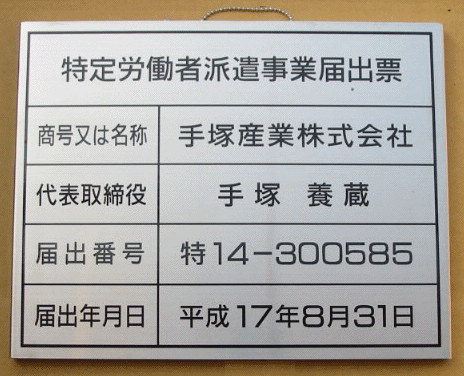 特定労働者派遣事業届出票
商号又は名称 手塚産業株式会社
代表取締役 手塚 養蔵
届出番号 特14-300585
届出年月日 平成17年8月31日